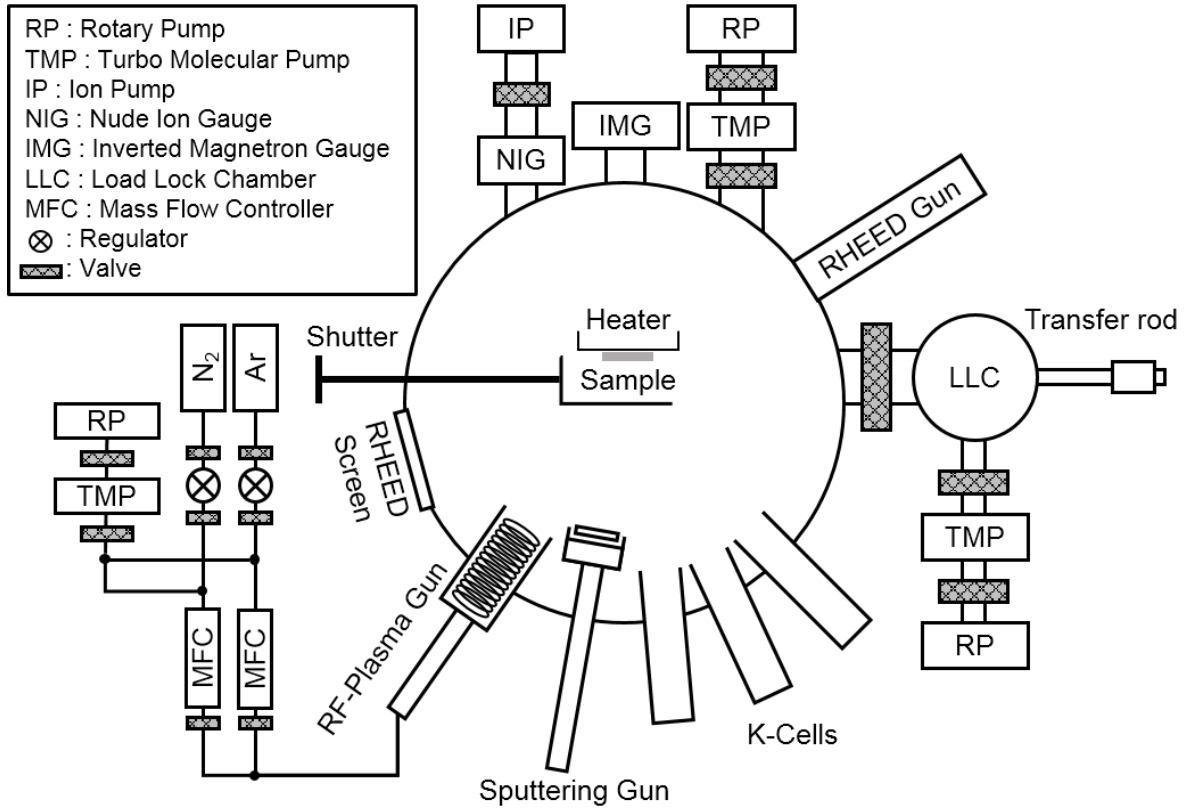 RP : Rotary Pump
TMP : Turbo Molecular Pump
IP : Ion Pump
NIG : Nude Ion Gauge
IMG : Inverted Magnetron Gauge
LLC : Load Lock Chamber
MFC : Mass Flow Controller
: Regulator
: Valve
IP
NIG
IMG
RP
TMP
RHEED Gun
Heater
Sample
Shutter
Transfer rod
LLC
TMP
RP
N₂
Ar
RP
TMP
MFC
MFC
RHEED
Screen
RF-Plasma Gun
Sputtering Gun
K-Cells